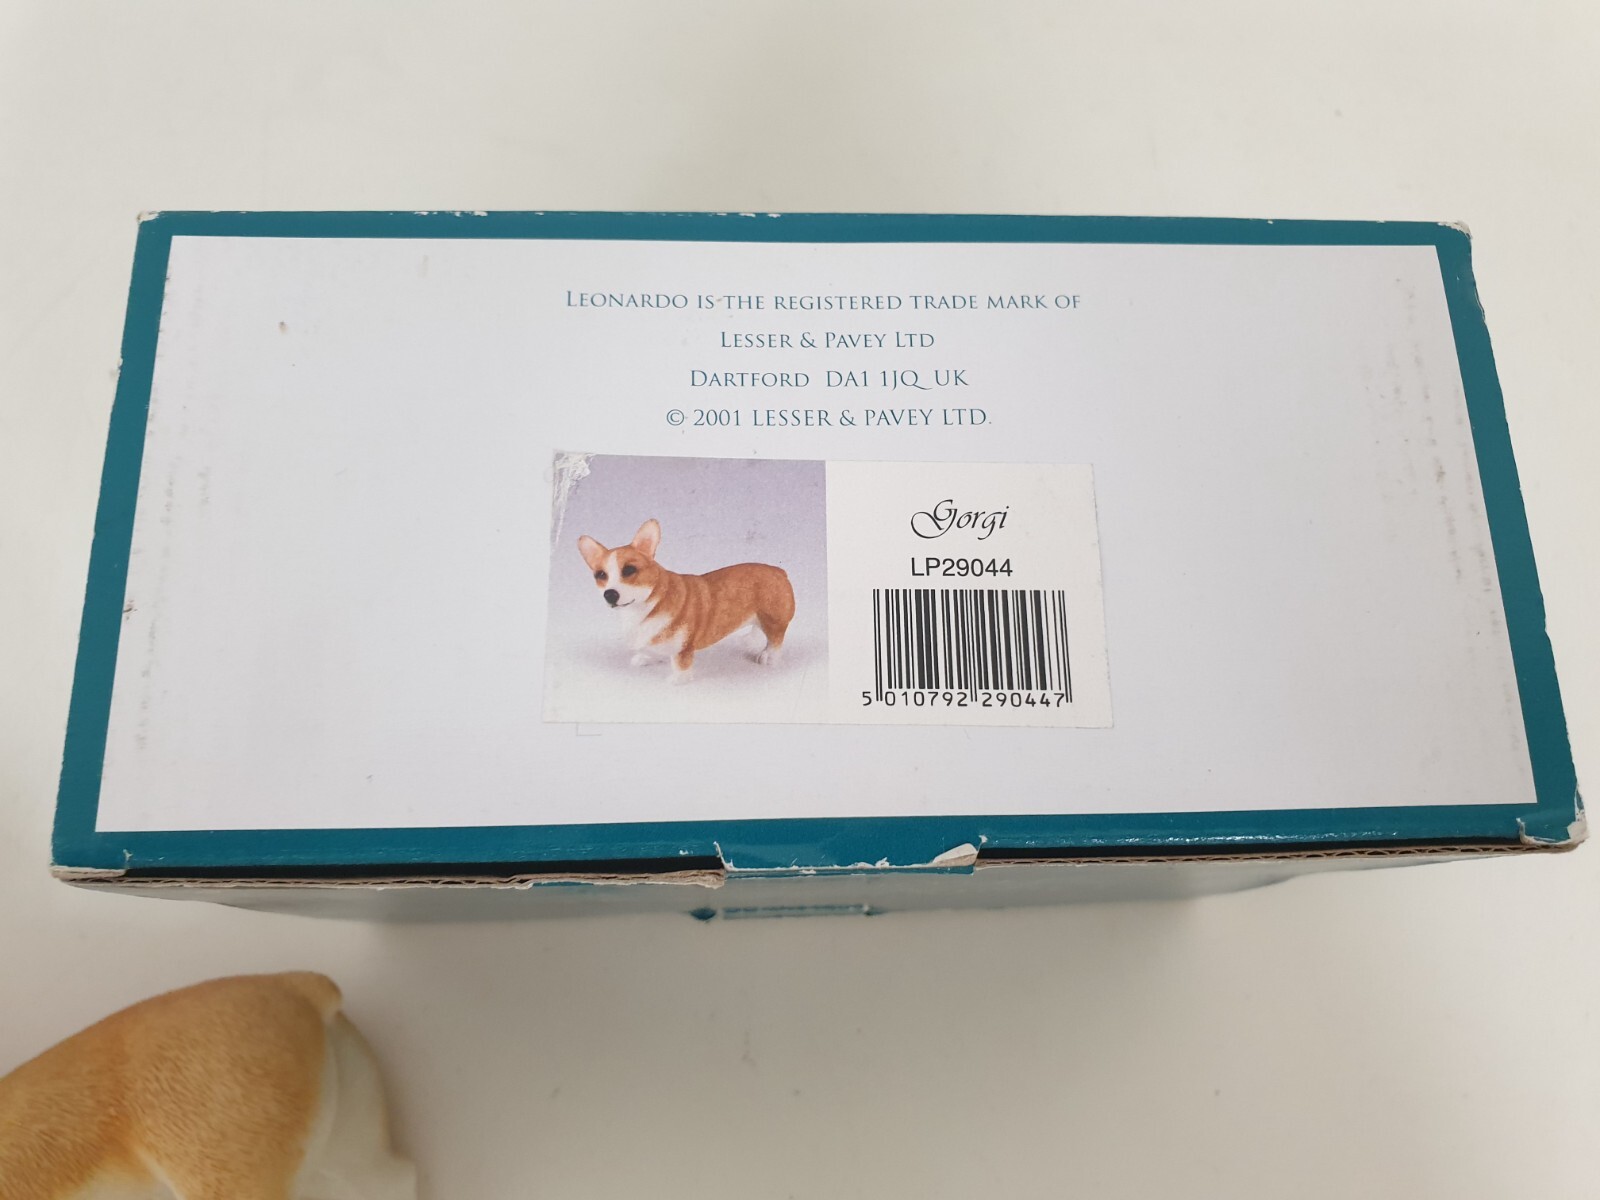 LEONARDO IS THE REGISTERED TRADE MARK OF
LESSER & PAVEY LTD
DARTFORD DA1 1JQ UK
© 2001 LESSER & PAVEY LTD.
Gorgi
LP29044
5 010792 290447